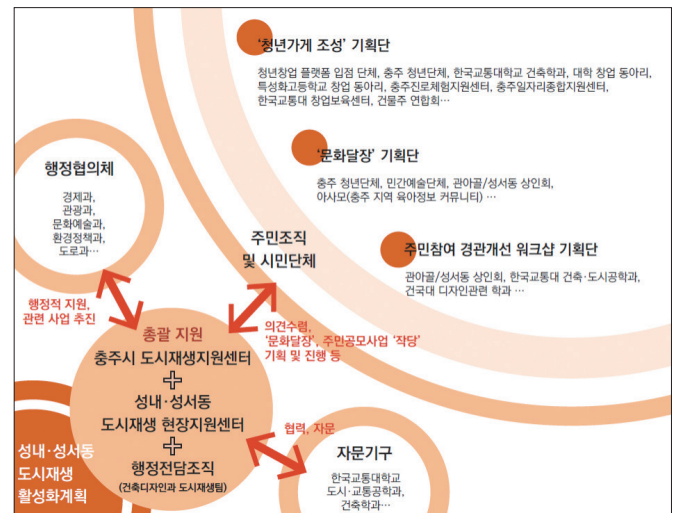 '청년가게 조성' 기획단
청년창업 플랫폼 입점 단체, 충주 청년단체, 한국교통대학교 건축학과, 대학 창업 동아리,
특성화고등학교 창업 동아리, 충주진로체험지원센터, 충주일자리종합지원센터,
한국교통대 창업보육센터, 건물주 연합회…
'문화달장' 기획단
충주 청년단체, 민간예술단체, 관아골/성서동 상인회,
아사모(충주 지역 육아정보 커뮤니티) …
주민참여 경관개선 워크샵 기획단
관아골/성서동 상인회, 한국교통대 건축·도시공학과,
건국대 디자인관련 학과 …
행정협의체
경제과,
관광과,
문화예술과,
환경정책과,
도로과…
주민조직
및 시민단체
행정적 지원,
관련 사업 추진
의견수렴,
'문화달장', 주민공모사업 '작당'
기획 및 진행 등
총괄 지원
충주시 도시재생지원센터
성내·성서동
도시재생 현장지원센터
행정전담조직
(건축디자인과 도시재생팀)
협력, 자문
자문기구
한국교통대학교
도시·교통공학과,
건축학과…
성내·성서동
도시재생
활성화계획